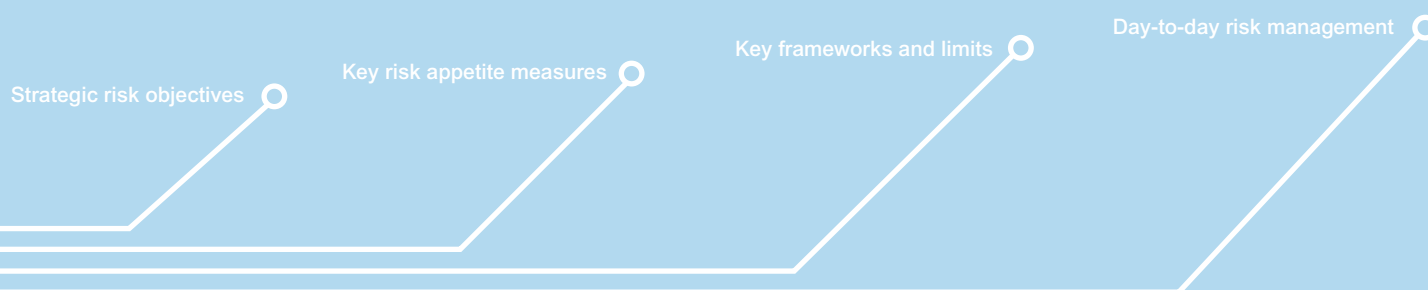 Strategic risk objectives
Key risk appetite measures
Key frameworks and limits
Day-to-day risk management